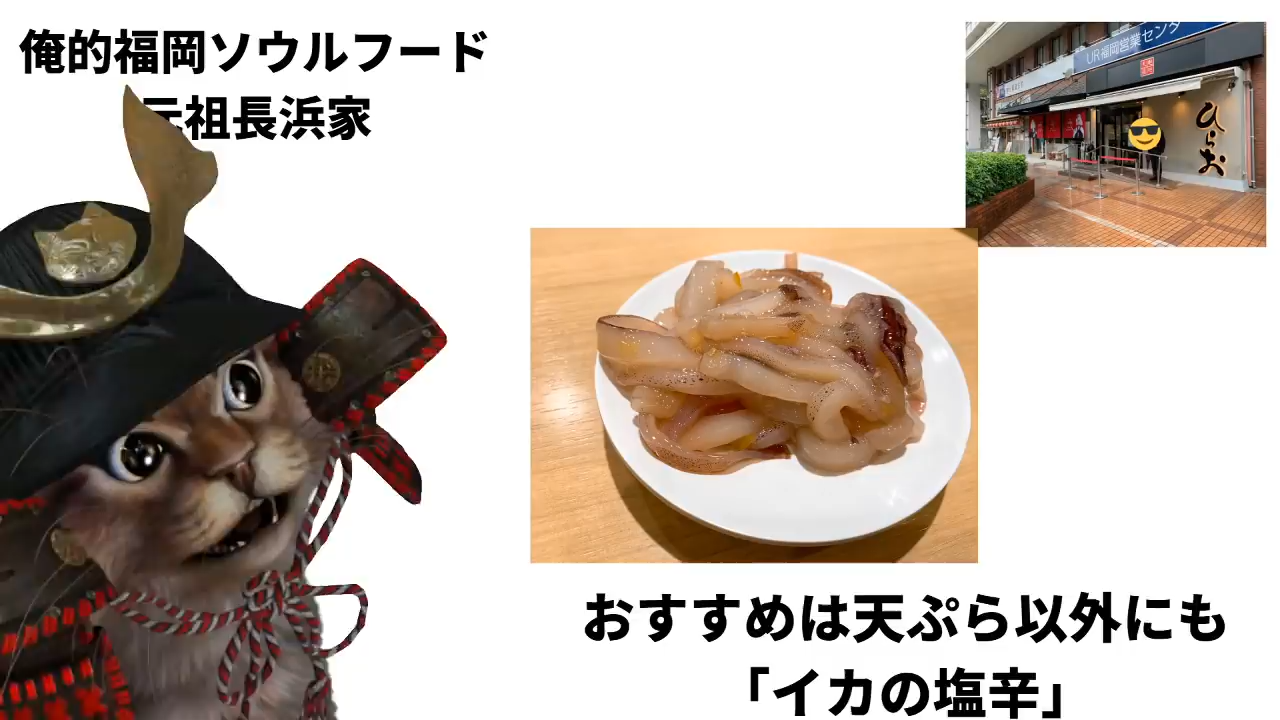 俺的福岡ソウルフード
元祖長浜家
UR福岡営業センター
ひらお
おすすめは天ぷら以外にも
「イカの塩辛」